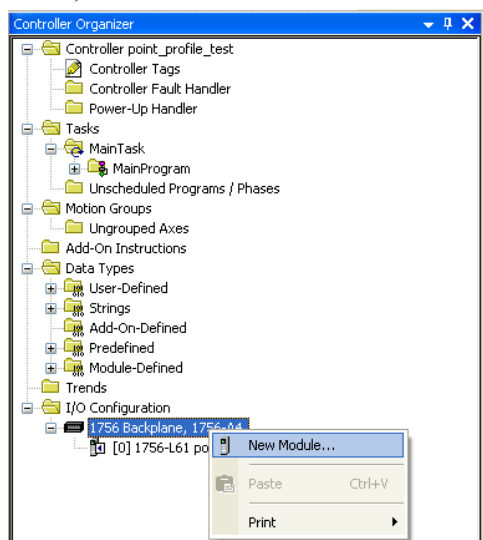 Controller Organizer
Controller point_profile_test
Controller Tags
Controller Fault Handler
Power-Up Handler
Tasks
MainTask
MainProgram
Unscheduled Programs / Phases
Motion Groups
Ungrouped Axes
Add-On Instructions
Data Types
User-Defined
Strings
Add-On-Defined
Predefined
Module-Defined
Trends
I/O Configuration
1756 Backplane, 1756-A4
[0] 1756-L61 po
New Module...
Paste Ctrl+V
Print